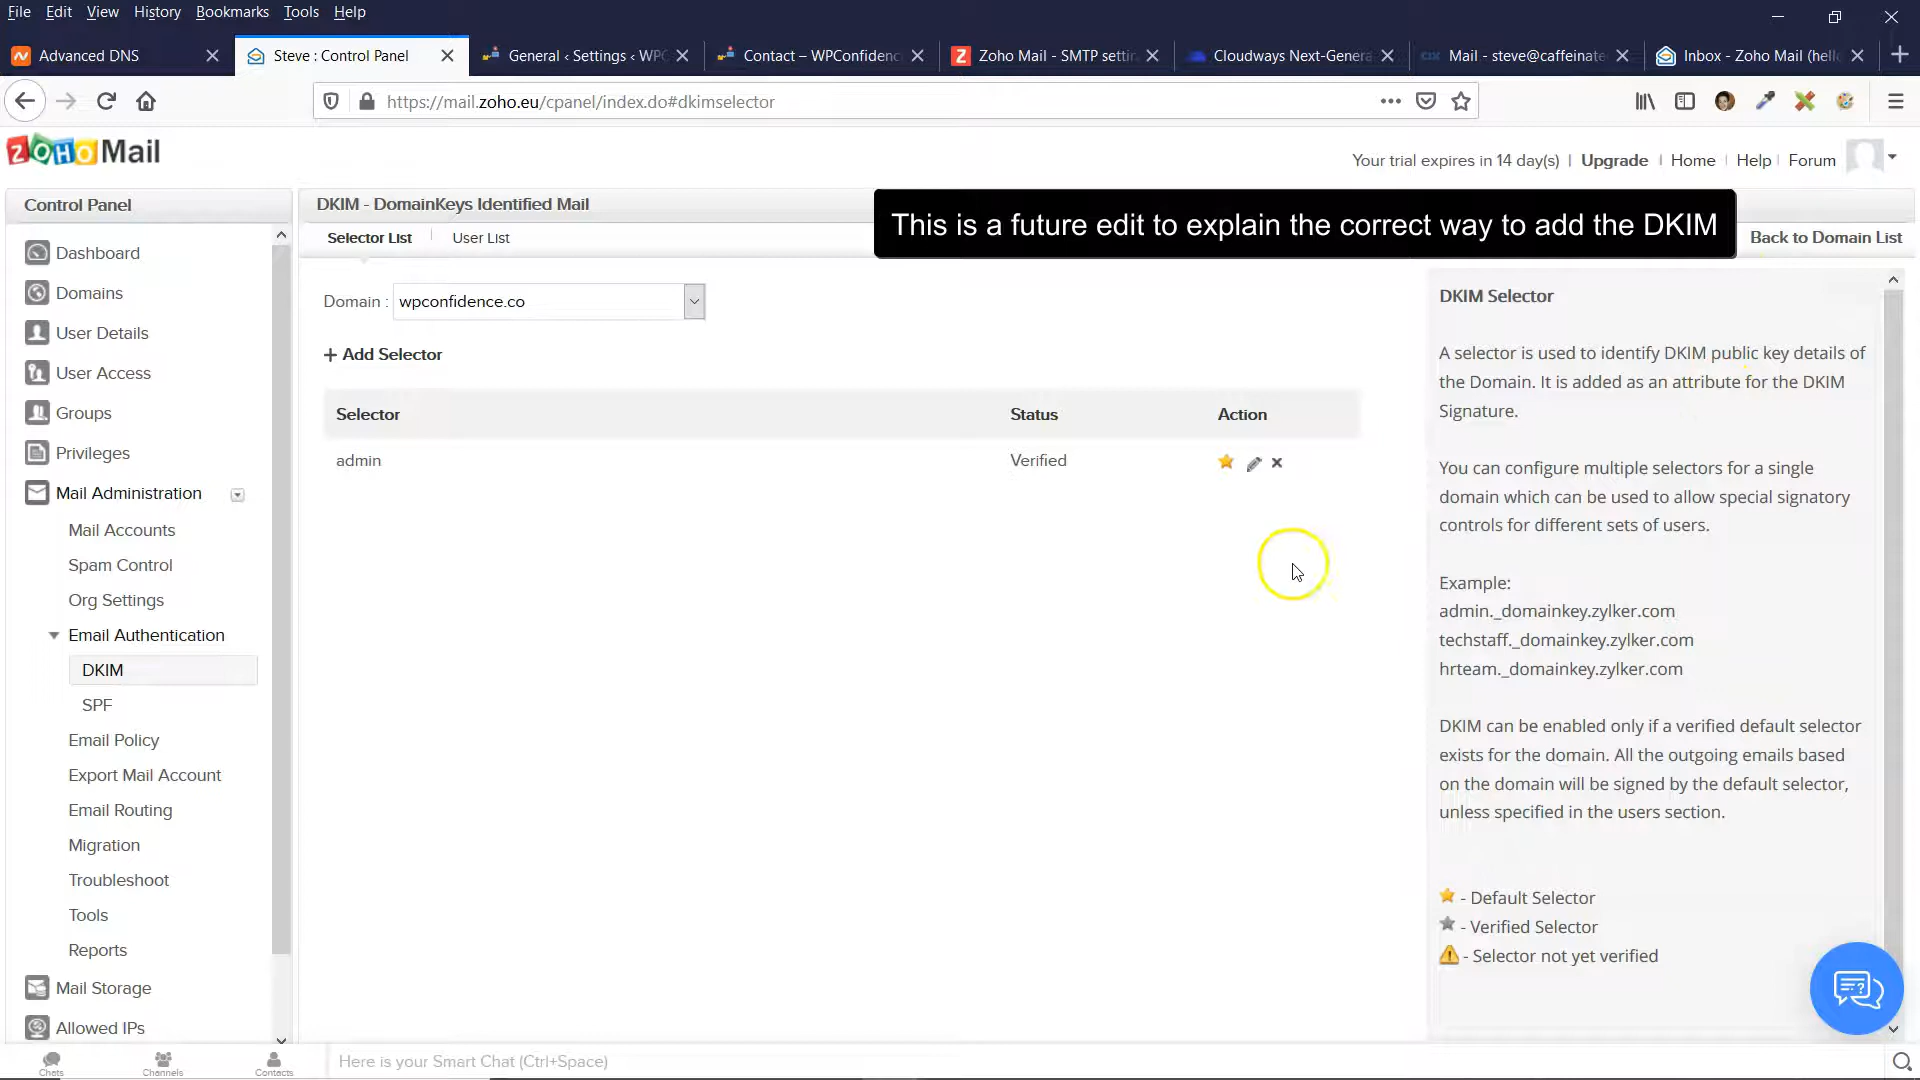 File Edit View History Bookmarks Tools Help
Advanced DNS
Steve : Control Panel
General ‹ Settings ‹ WPC
Contact – WPConfidenc
Zoho Mail - SMTP settin
Cloudways Next-Genera
Mail - steve@caffeinate
Inbox - Zoho Mail (hell
https://mail.zoho.eu/cpanel/index.do#dkimselector
ZOHO Mail
Your trial expires in 14 day(s) | Upgrade | Home | Help | Forum
Control Panel
DKIM - DomainKeys Identified Mail
This is a future edit to explain the correct way to add the DKIM
Selector List
User List
Back to Domain List
Dashboard
Domains
User Details
User Access
Groups
Privileges
Mail Administration
Mail Accounts
Spam Control
Org Settings
Email Authentication
DKIM
SPF
Email Policy
Export Mail Account
Email Routing
Migration
Troubleshoot
Tools
Reports
Mail Storage
Allowed IPs
Domain : wpconfidence.co
+ Add Selector
Selector Status Action
admin Verified
DKIM Selector
A selector is used to identify DKIM public key details of
the Domain. It is added as an attribute for the DKIM
Signature.
You can configure multiple selectors for a single
domain which can be used to allow special signatory
controls for different sets of users.
Example:
admin._domainkey.zylker.com
techstaff._domainkey.zylker.com
hrteam._domainkey.zylker.com
DKIM can be enabled only if a verified default selector
exists for the domain. All the outgoing emails based
on the domain will be signed by the default selector,
unless specified in the users section.
- Default Selector
- Verified Selector
- Selector not yet verified
Chats
Channels
Contacts
Here is your Smart Chat (Ctrl+Space)